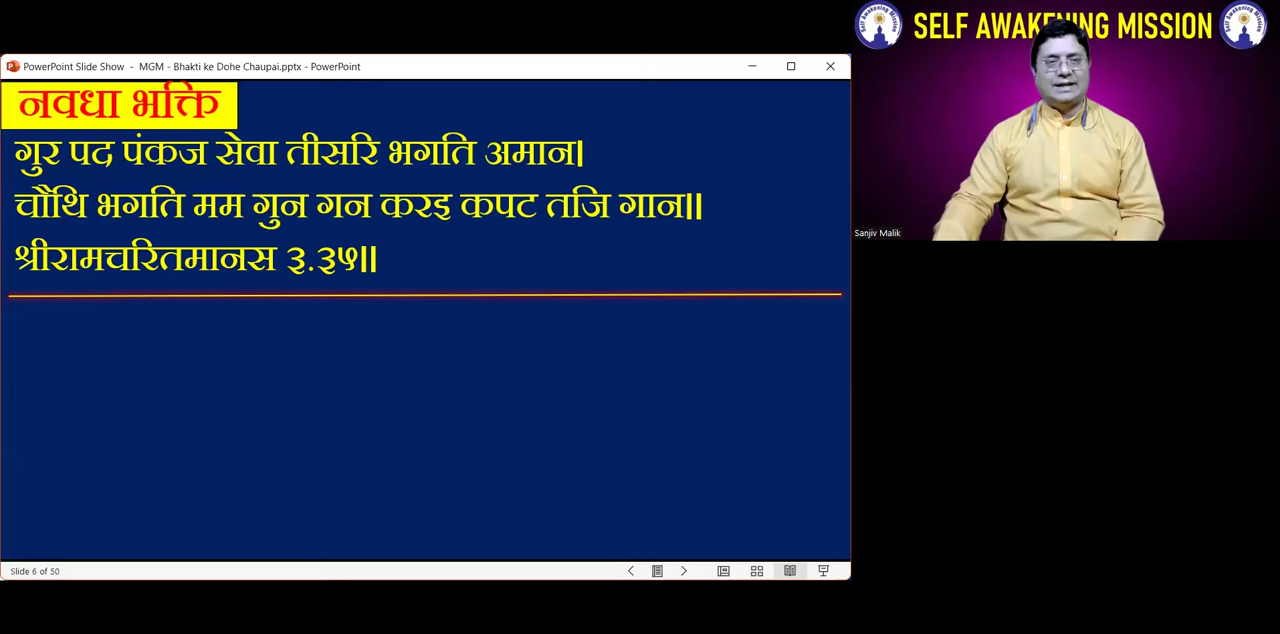 SELF AWAKENING MISSION
PowerPoint Slide Show - MGM - Bhakti ke Dohe Chaupai.pptx - PowerPoint
नवधा भक्ति
गुर पद पंकज सेवा तीसरि भगति अमान।
चौथि भगति मम गुन गन करइ कपट तजि गान॥
श्रीरामचरितमानस ३.३५॥
Sanjiv Malik
Slide 6 of 50